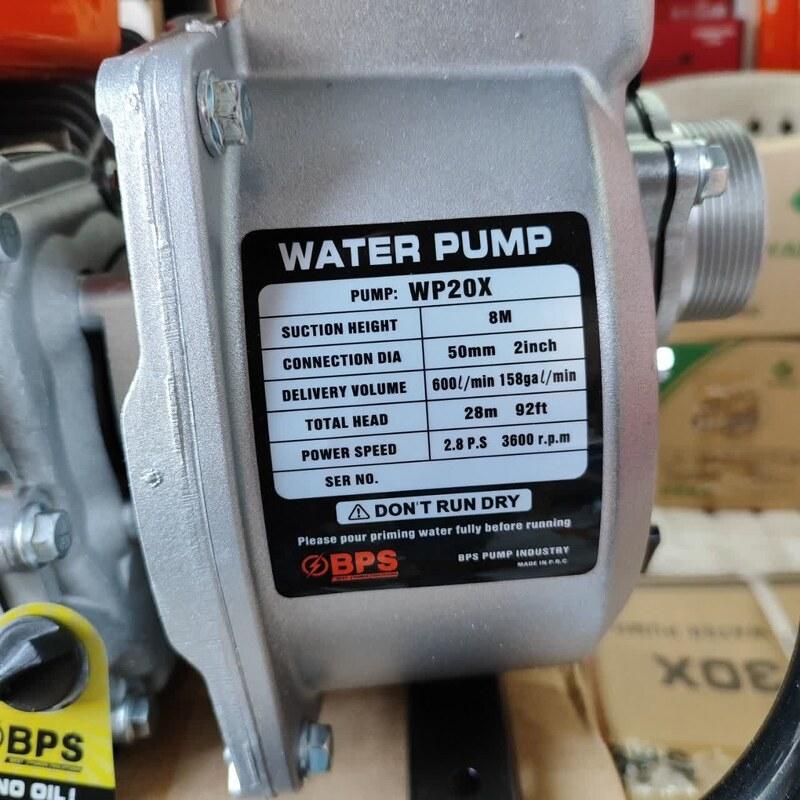 WATER PUMP
PUMP: WP20X
SUCTION HEIGHT 8M
CONNECTION DIA 50mm 2inch
DELIVERY VOLUME 600ℓ/min 158gaℓ/min
TOTAL HEAD 28m 92ft
POWER SPEED 2.8 P.S 3600 r.p.m
SER NO.
⚠ DON'T RUN DRY
Please pour priming water fully before running
BPS BPS PUMP INDUSTRY
MADE IN P.R.C
BPS
NO OIL!
WATER PUMP
30X